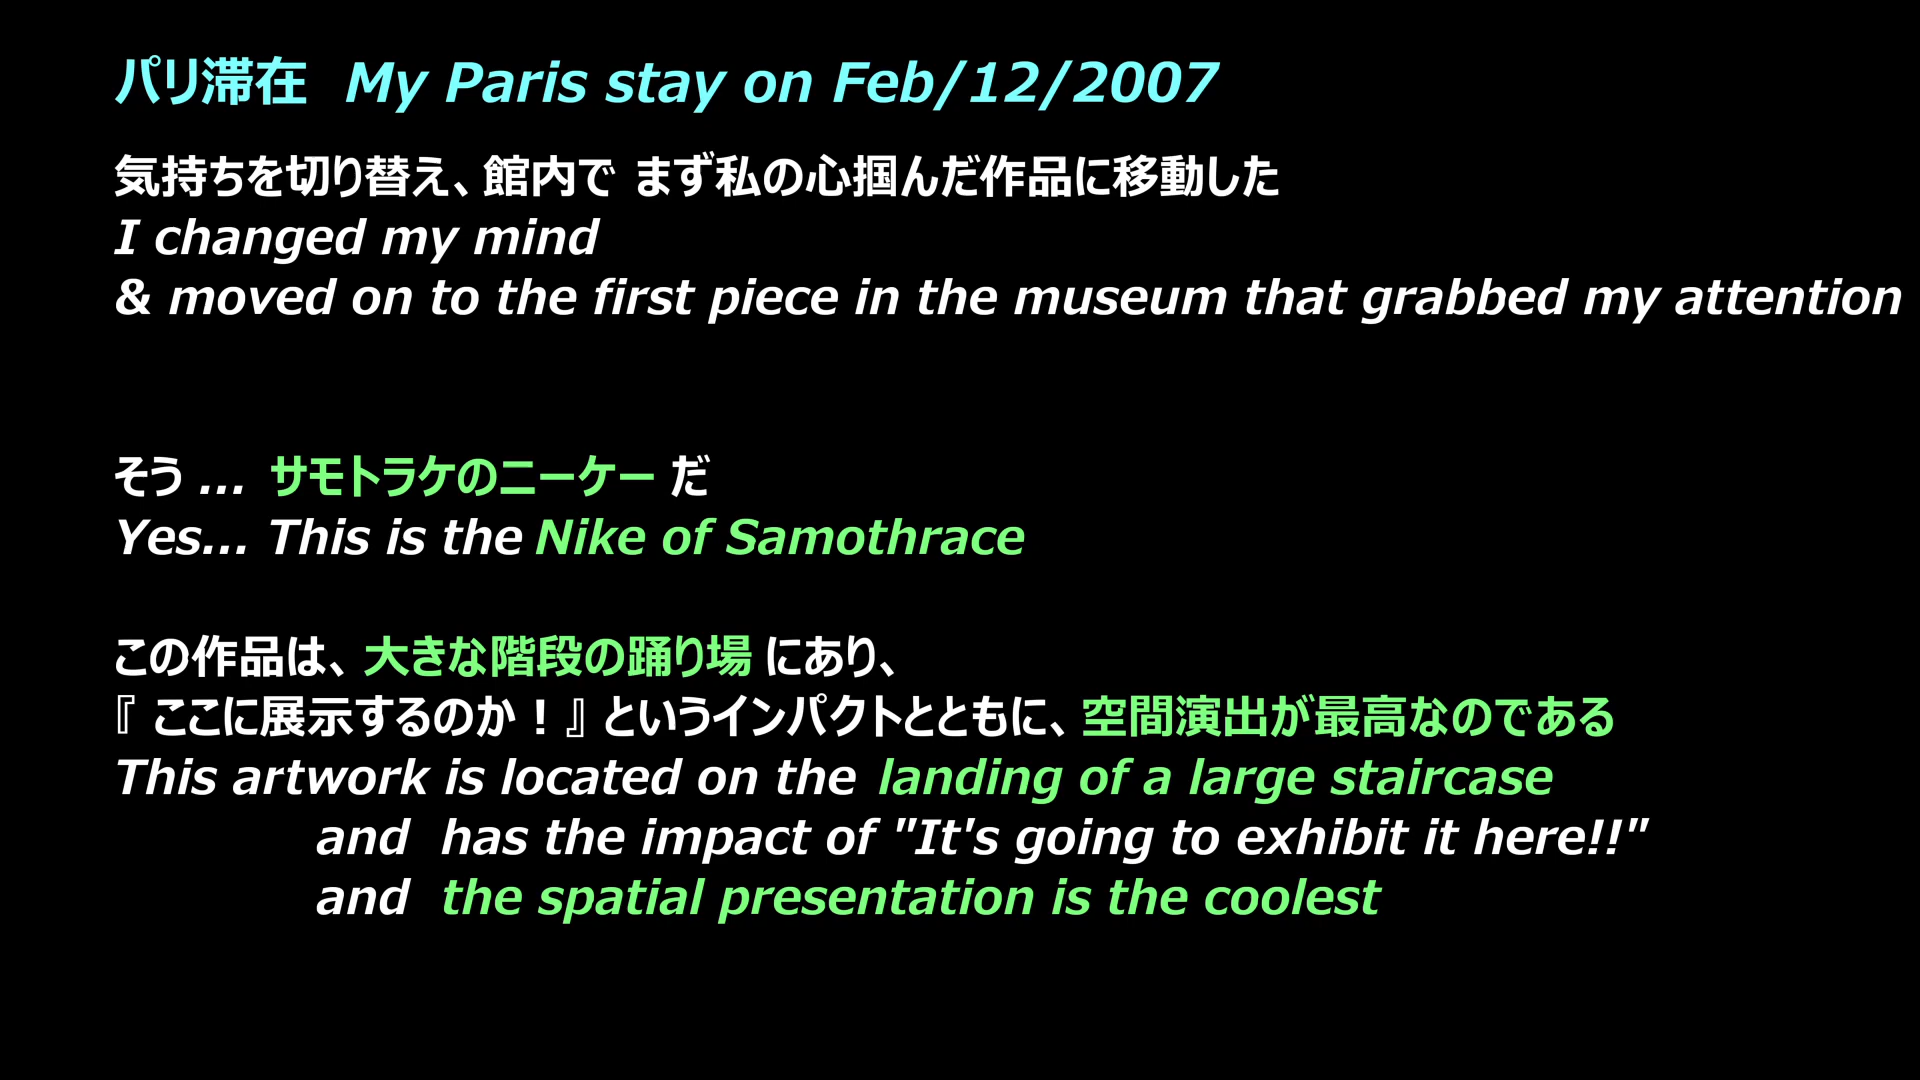 パリ滞在 My Paris stay on Feb/12/2007
気持ちを切り替え、館内で まず私の心掴んだ作品に移動した
I changed my mind
& moved on to the first piece in the museum that grabbed my attention
そう ... サモトラケのニーケー だ
Yes... This is the Nike of Samothrace
この作品は、大きな階段の踊り場 にあり、
『 ここに展示するのか ! 』 というインパクトとともに、空間演出が最高なのである
This artwork is located on the landing of a large staircase
and has the impact of "It's going to exhibit it here!!"
and the spatial presentation is the coolest